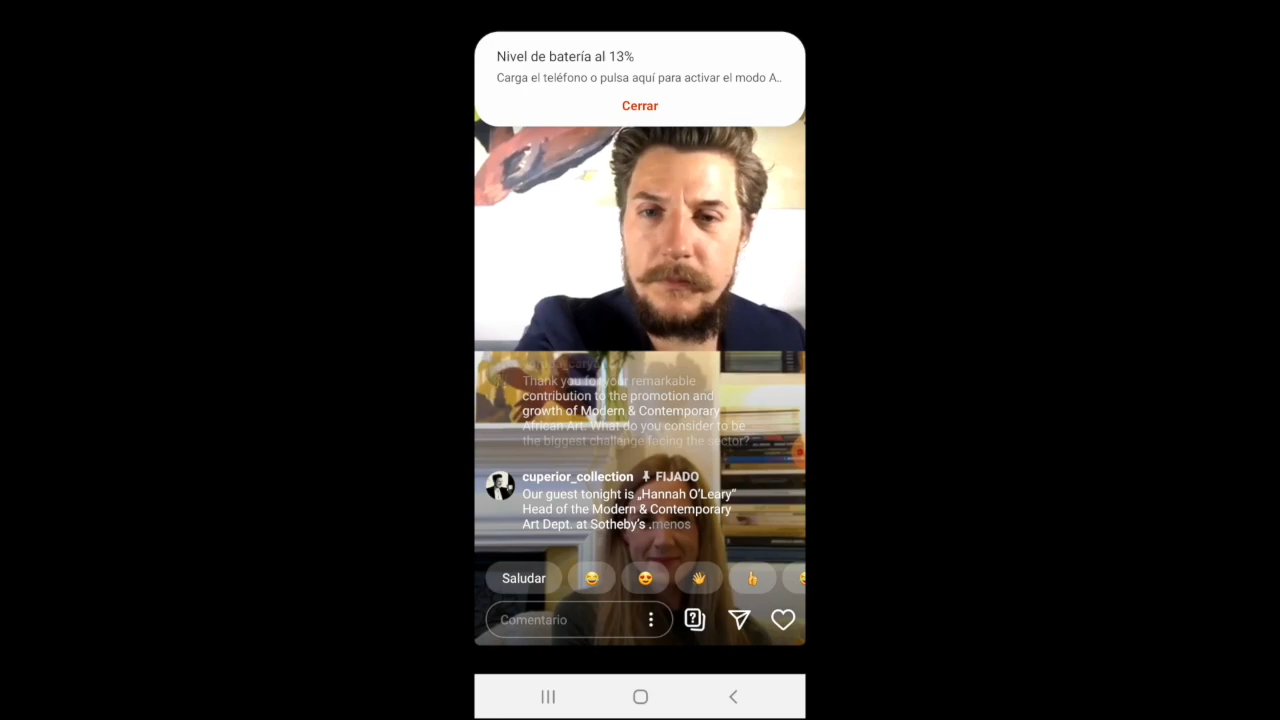 Nivel de batería al 13%
Carga el teléfono o pulsa aquí para activar el modo A..
Cerrar
Thank you for your remarkable
contribution to the promotion and
growth of Modern & Contemporary
African Art. What do you consider to be
the biggest challenge facing the sector?
cuperior_collection FIJADO
Our guest tonight is „Hannah O'Leary"
Head of the Modern & Contemporary
Art Dept. at Sotheby's .menos
Saludar
Comentario